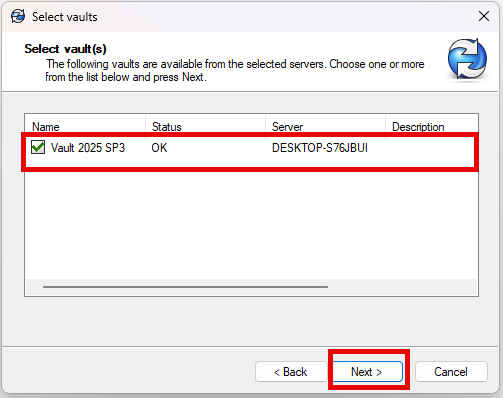 Select vaults
Select vault(s)
The following vaults are available from the selected servers. Choose one or more
from the list below and press Next.
Name Status Server Description
Vault 2025 SP3 OK DESKTOP-S76JBUI
< Back Next > Cancel